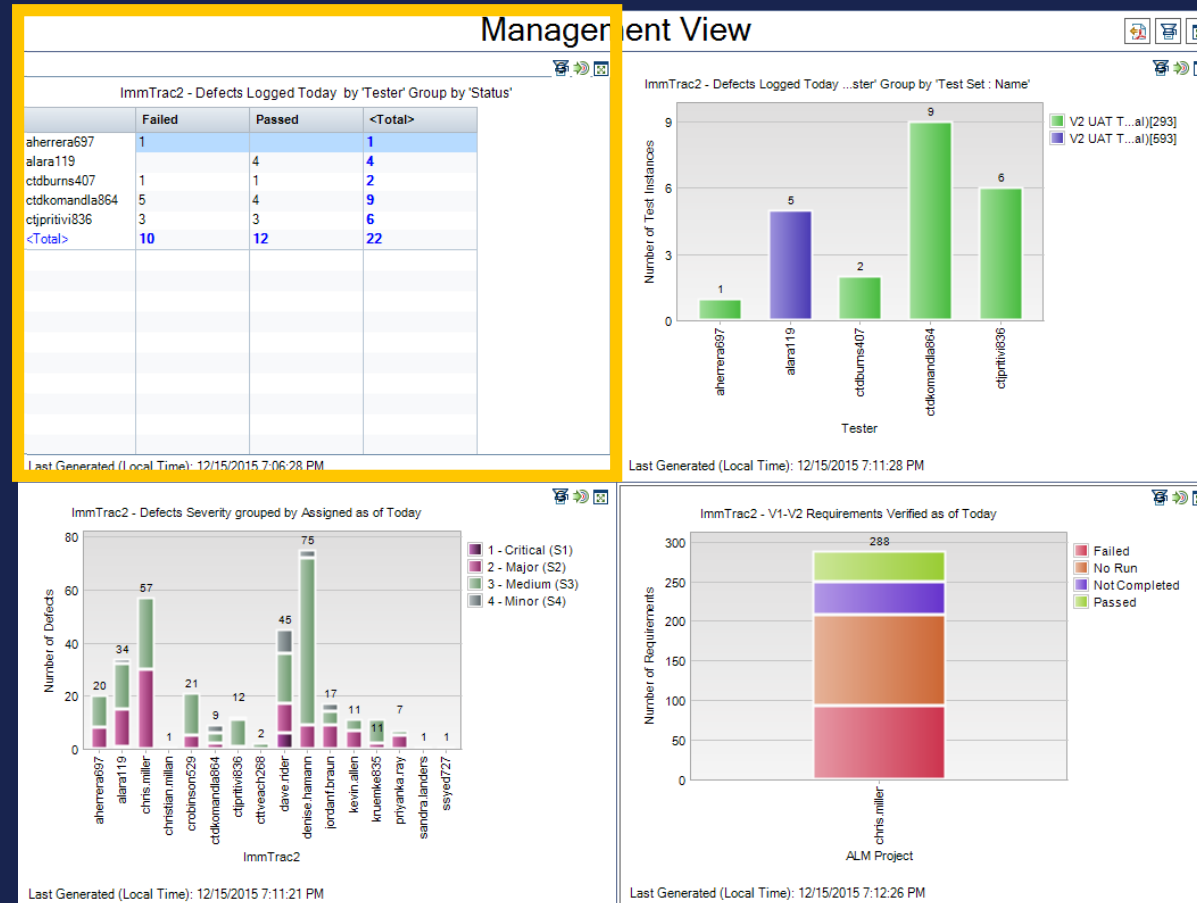 Management View
ImmTrac2 - Defects Logged Today by 'Tester' Group by 'Status'
Failed Passed <Total>
aherrera697 1 1
alara119 4 4
ctdburns407 1 1 2
ctdkomandla864 5 4 9
ctjpritivi836 3 3 6
<Total> 10 12 22
Last Generated (Local Time): 12/15/2015 7:06:28 PM
ImmTrac2 - Defects Logged Today ...ster' Group by 'Test Set : Name'
Number of Test Instances
9
6
3
0
1
5
2
9
6
aherrera697
alara119
ctdburns407
ctdkomandla864
ctjpritivi836
Tester
V2 UAT T...al)[293]
V2 UAT T...al)[593]
Last Generated (Local Time): 12/15/2015 7:11:28 PM
ImmTrac2 - Defects Severity grouped by Assigned as of Today
Number of Defects
80
60
40
20
0
20
34
57
1
21
9
12
2
45
75
17
11
11
7
1
1
aherrera697
alara119
chris.miller
christian.millan
crobinson529
ctdkomandla864
ctjpritivi836
cttveach268
dave.rider
denise.hamann
jordanf.braun
kevin.allen
kruemke835
priyanka.ray
sandra.landers
ssyed727
ImmTrac2
1 - Critical (S1)
2 - Major (S2)
3 - Medium (S3)
4 - Minor (S4)
Last Generated (Local Time): 12/15/2015 7:11:21 PM
ImmTrac2 - V1-V2 Requirements Verified as of Today
Number of Requirements
300
250
200
150
100
50
0
288
chris.miller
ALM Project
Failed
No Run
Not Completed
Passed
Last Generated (Local Time): 12/15/2015 7:12:26 PM